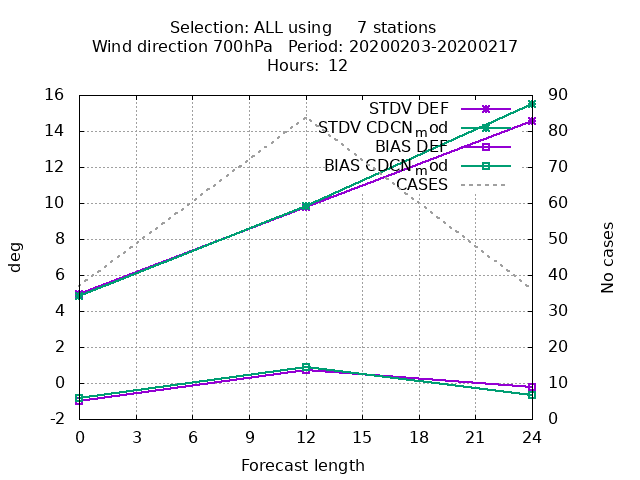 Selection: ALL using     7 stations
Wind direction 700hPa   Period: 20200203-20200217
Hours:  12
STDV DEF
STDV CDCNmod
BIAS DEF
BIAS CDCNmod
CASES
16
14
12
10
8
6
4
2
0
-2
deg
90
80
70
60
50
40
30
20
10
0
No cases
0 3 6 9 12 15 18 21 24
Forecast length